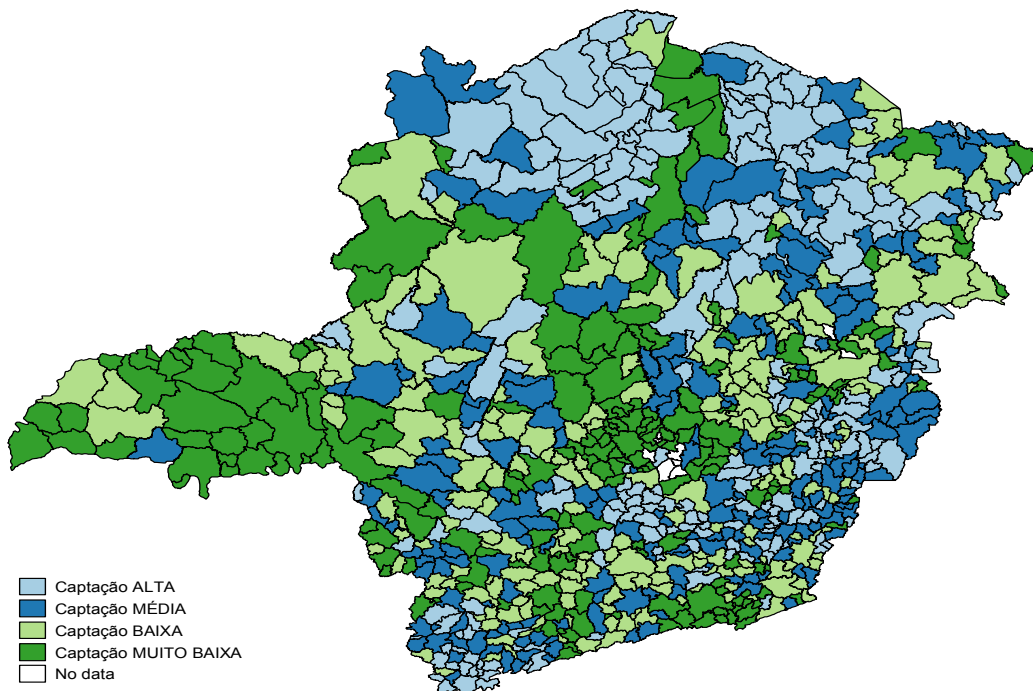 Captação ALTA
Captação MÉDIA
Captação BAIXA
Captação MUITO BAIXA
No data